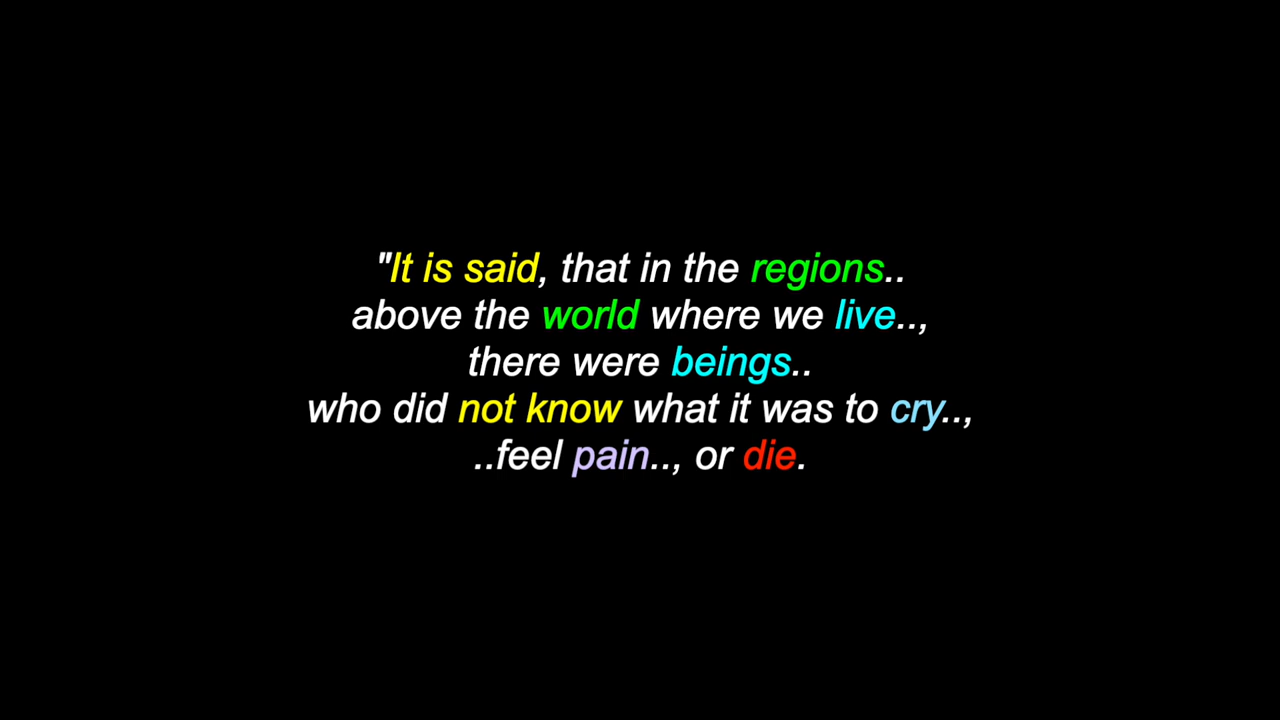 "It is said, that in the regions..
above the world where we live..,
there were beings..
who did not know what it was to cry..,
..feel pain.., or die.